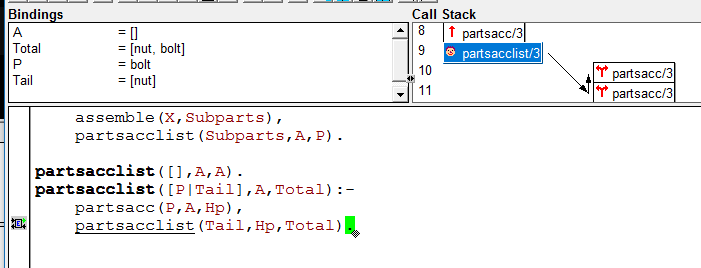 Bindings
A = []
Total = [nut, bolt]
P = bolt
Tail = [nut]
Call Stack
8 partsacc/3
9 partsacclist/3
10 partsacc/3
11 partsacc/3
assemble(X,Subparts),
partsacclist(Subparts,A,P).
partsacclist([],A,A).
partsacclist([P|Tail],A,Total):-
partsacc(P,A,Hp),
partsacclist(Tail,Hp,Total).